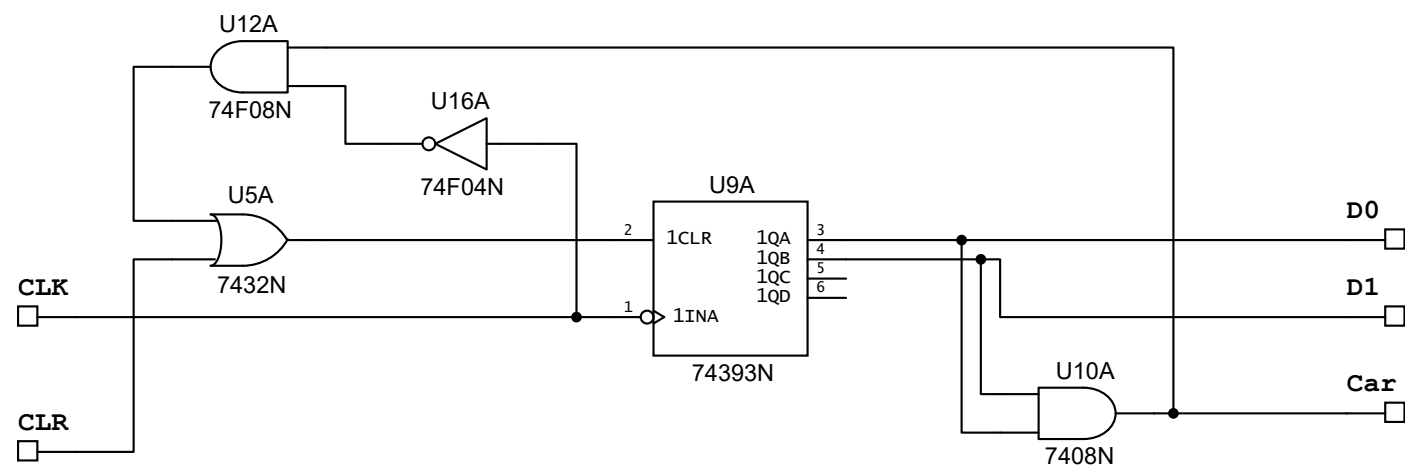 U12A
74F08N
U16A
74F04N
U5A
7432N
U9A
2
1CLR
1QA
3
1QB
4
1QC
5
1QD
6
1
1INA
74393N
D0
CLK
D1
U10A
Car
CLR
7408N